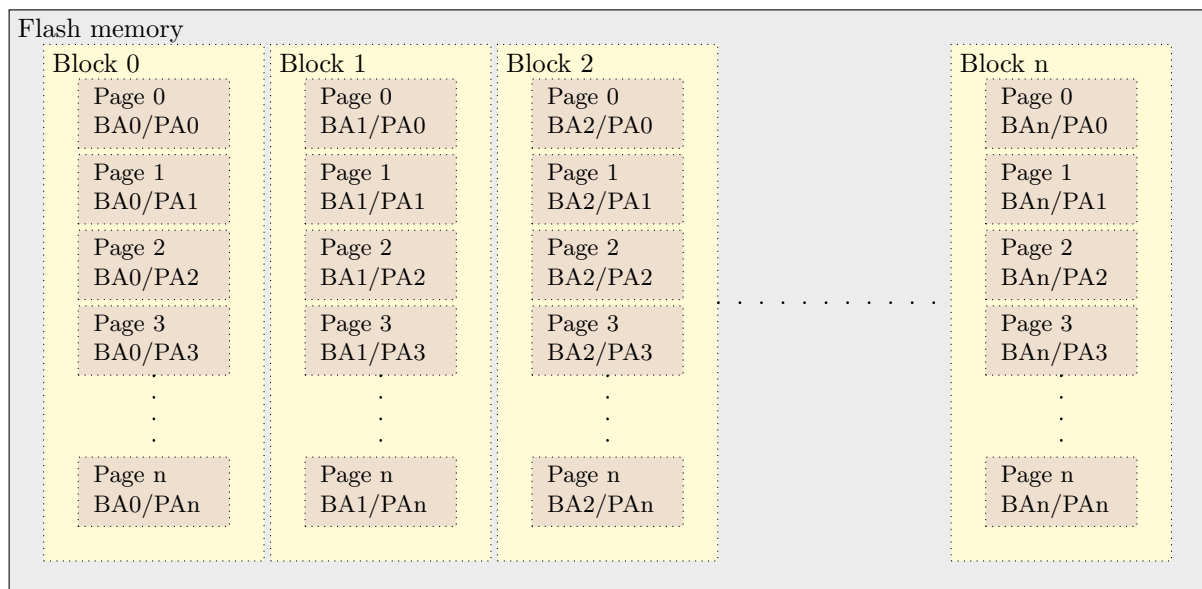 Flash memory
Block 0
Page 0
BA0/PA0
Page 1
BA0/PA1
Page 2
BA0/PA2
Page 3
BA0/PA3
Page n
BA0/PAn
Block 1
Page 0
BA1/PA0
Page 1
BA1/PA1
Page 2
BA1/PA2
Page 3
BA1/PA3
Page n
BA1/PAn
Block 2
Page 0
BA2/PA0
Page 1
BA2/PA1
Page 2
BA2/PA2
Page 3
BA2/PA3
Page n
BA2/PAn
Block n
Page 0
BAn/PA0
Page 1
BAn/PA1
Page 2
BAn/PA2
Page 3
BAn/PA3
Page n
BAn/PAn